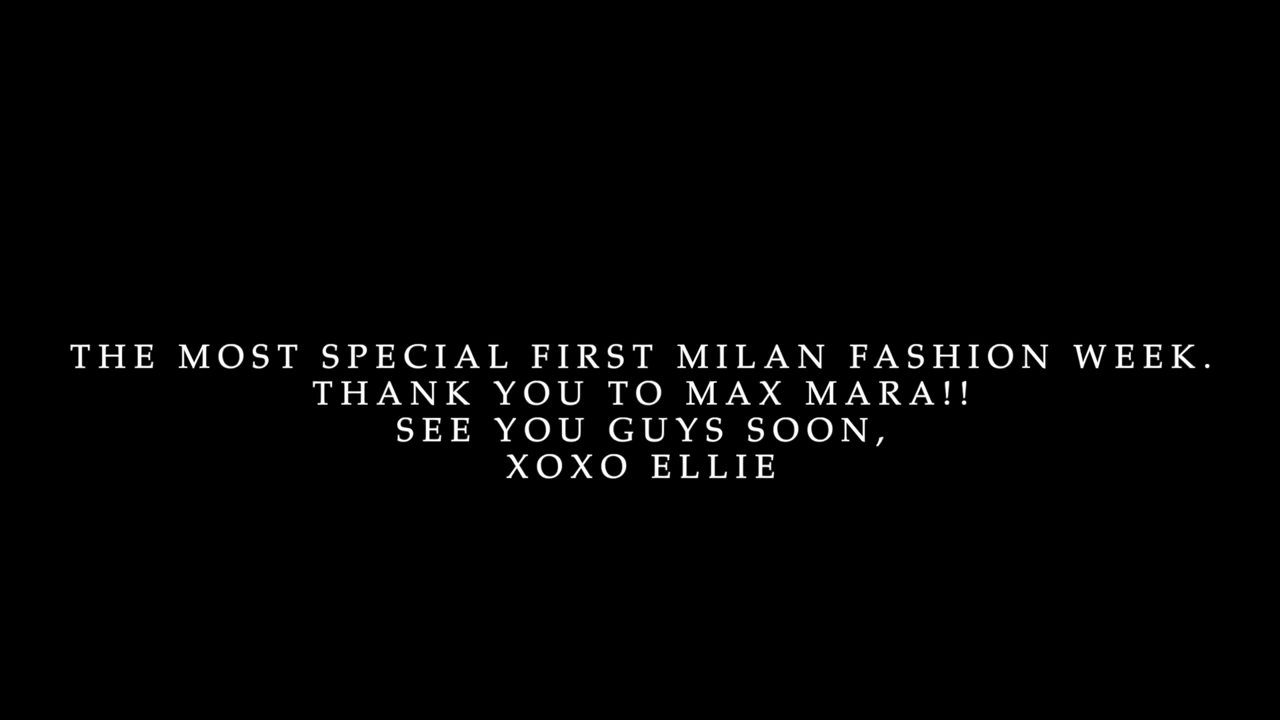 THE MOST SPECIAL FIRST MILAN FASHION WEEK.
THANK YOU TO MAX MARA!!
SEE YOU GUYS SOON,
XOXO ELLIE